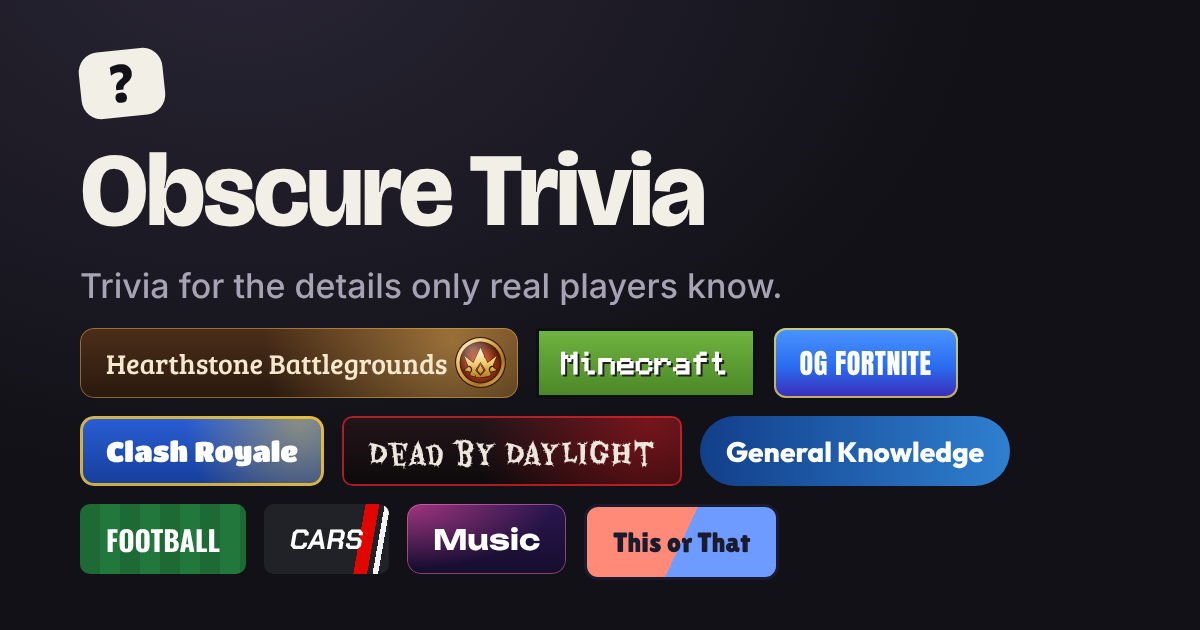 ?
Obscure Trivia
Trivia for the details only real players know.
Hearthstone Battlegrounds Minecraft OG FORTNITE
Clash Royale DEAD BY DAYLIGHT General Knowledge
FOOTBALL CARS Music This or That